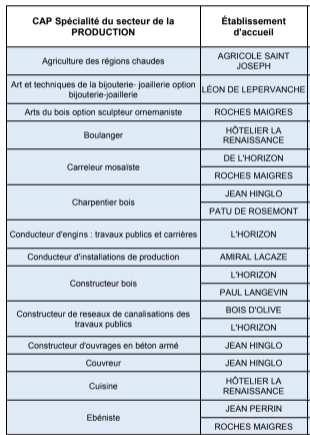 CAP Spécialité du secteur de la
PRODUCTION
Établissement
d'accueil
Agriculture des régions chaudes
AGRICOLE SAINT
JOSEPH
Art et techniques de la bijouterie- joaillerie option
bijouterie-joaillerie
LÉON DE LEPERVANCHE
Arts du bois option sculpteur ornemaniste
ROCHES MAIGRES
Boulanger
HÔTELIER LA
RENAISSANCE
Carreleur mosaïste
DE L'HORIZON
ROCHES MAIGRES
Charpentier bois
JEAN HINGLO
PATU DE ROSEMONT
Conducteur d'engins : travaux publics et carrières
L'HORIZON
Conducteur d'installations de production
AMIRAL LACAZE
Constructeur bois
L'HORIZON
PAUL LANGEVIN
Constructeur de reseaux de canalisations des
travaux publics
BOIS D'OLIVE
L'HORIZON
Constructeur d'ouvrages en béton armé
JEAN HINGLO
Couvreur
JEAN HINGLO
Cuisine
HÔTELIER LA
RENAISSANCE
Ebéniste
JEAN PERRIN
ROCHES MAIGRES